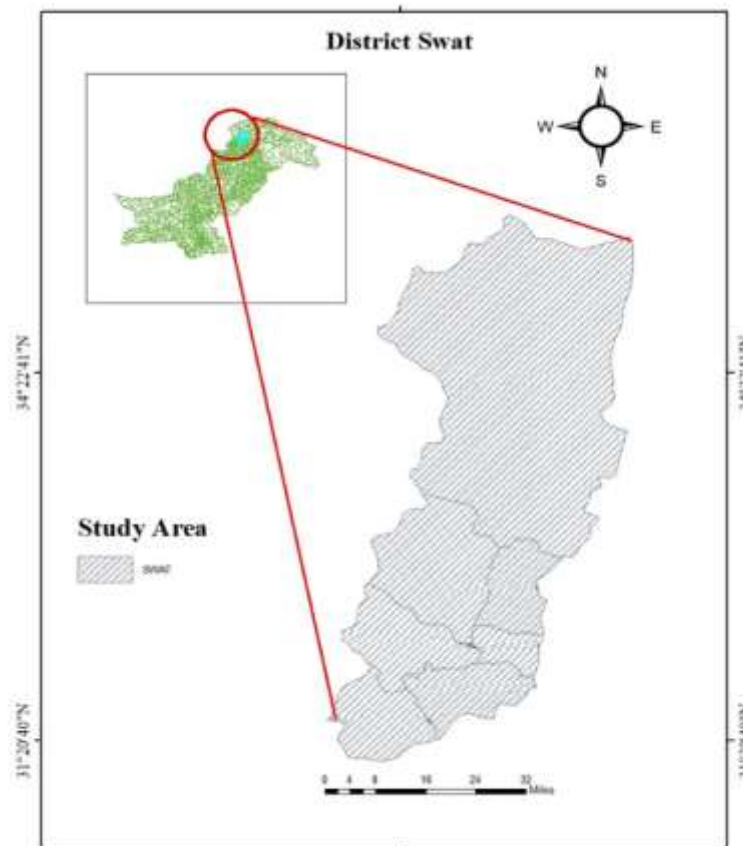 District Swat
N
W E
S
34°22'41"N
Study Area
SWAT
31°20'40"N
0 4 8 16 24 32
Miles